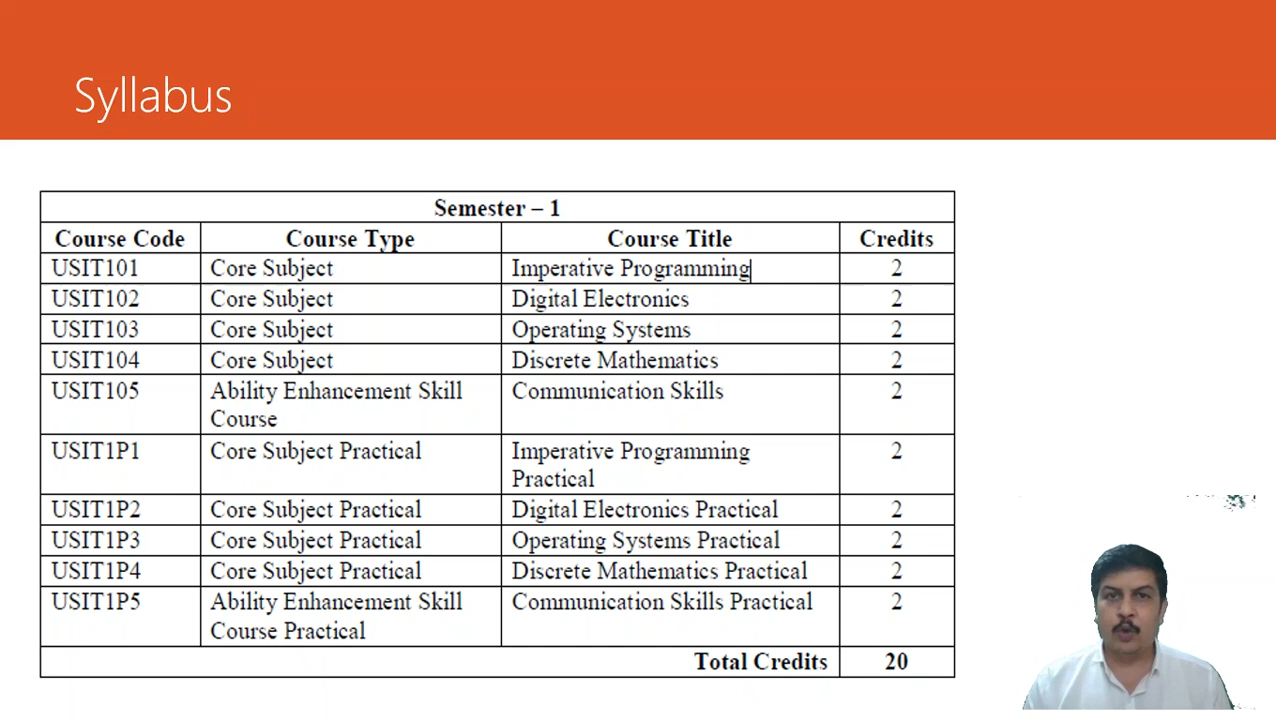 Syllabus
Semester – 1
Course Code Course Type Course Title Credits
USIT101 Core Subject Imperative Programming 2
USIT102 Core Subject Digital Electronics 2
USIT103 Core Subject Operating Systems 2
USIT104 Core Subject Discrete Mathematics 2
USIT105 Ability Enhancement Skill Communication Skills 2
Course
USIT1P1 Core Subject Practical Imperative Programming 2
Practical
USIT1P2 Core Subject Practical Digital Electronics Practical 2
USIT1P3 Core Subject Practical Operating Systems Practical 2
USIT1P4 Core Subject Practical Discrete Mathematics Practical 2
USIT1P5 Ability Enhancement Skill Communication Skills Practical 2
Course Practical
Total Credits 20